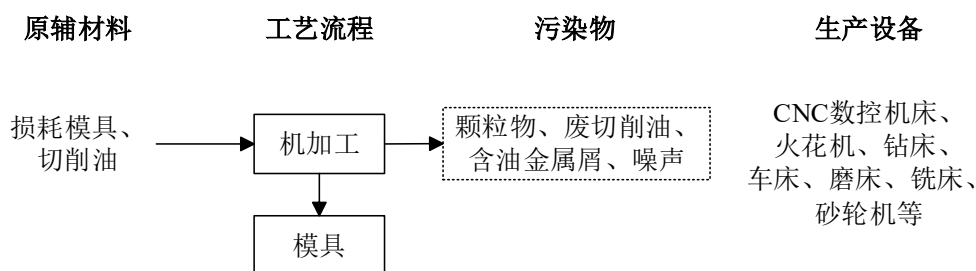 原辅材料
工艺流程
污染物
生产设备
损耗模具、
切削油
机加工
颗粒物、废切削油、
含油金属屑、噪声
CNC数控机床、
火花机、钻床、
车床、磨床、铣床、
砂轮机等
模具